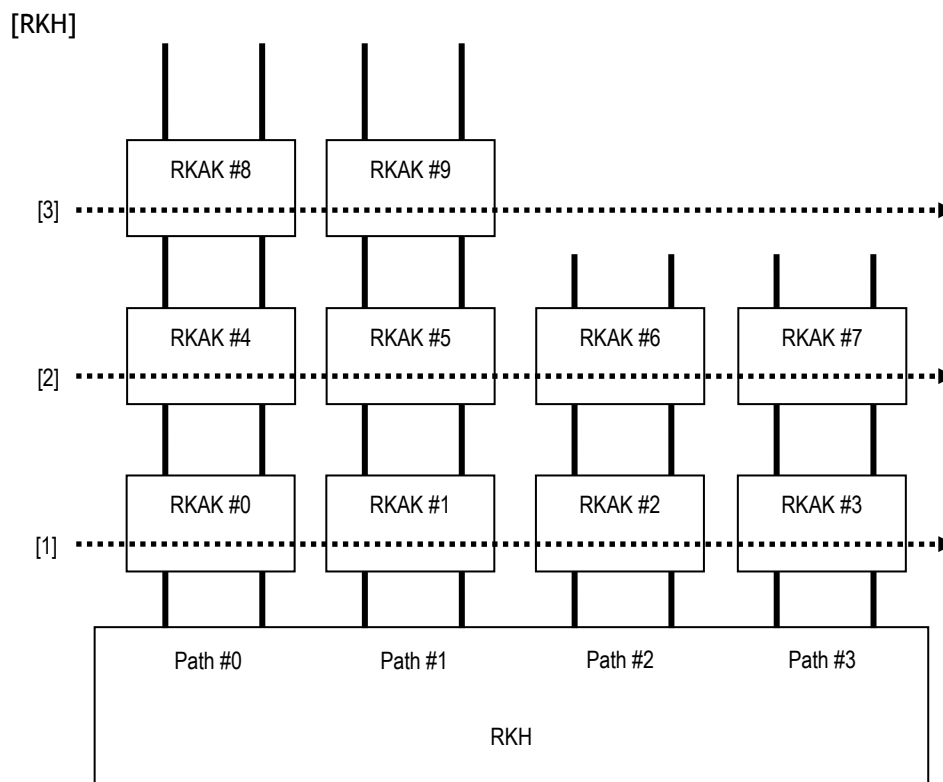 [RKH]
RKAK #8 RKAK #9
[3]
RKAK #4 RKAK #5 RKAK #6 RKAK #7
[2]
RKAK #0 RKAK #1 RKAK #2 RKAK #3
[1]
Path #0 Path #1 Path #2 Path #3
RKH